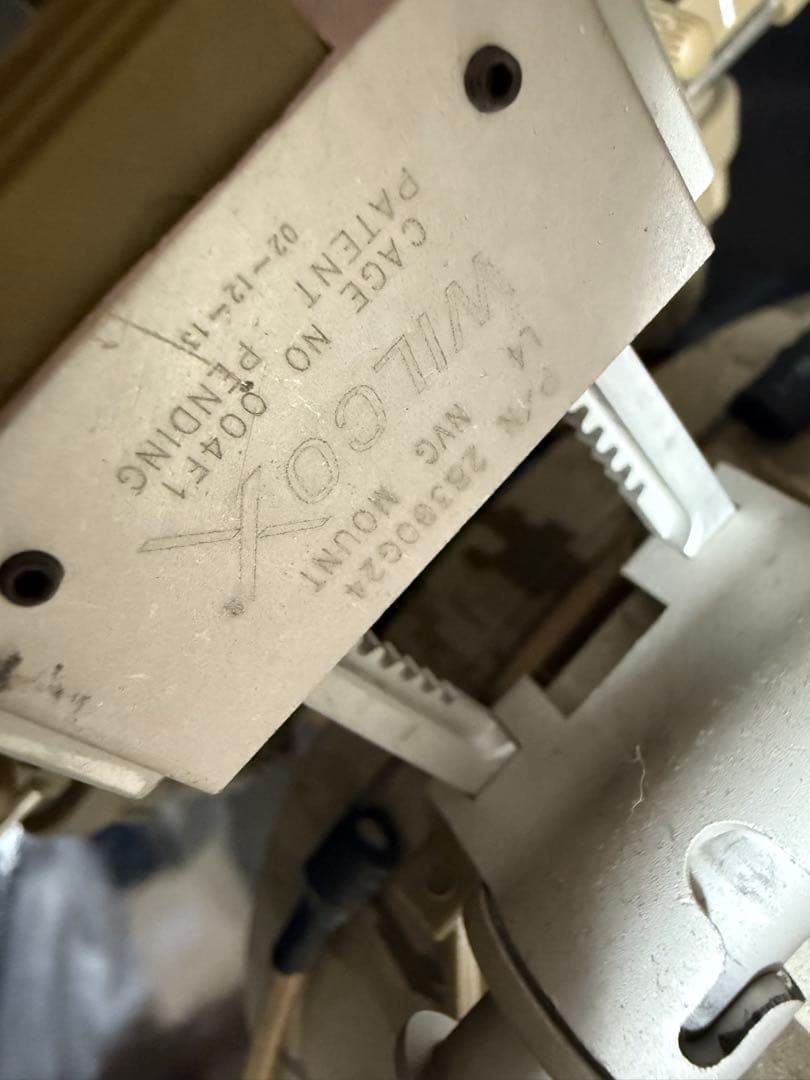 P/N 28300G24
L4 NVG MOUNT
WILCOX
CAGE NO 004F1
PATENT PENDING
02-12-13